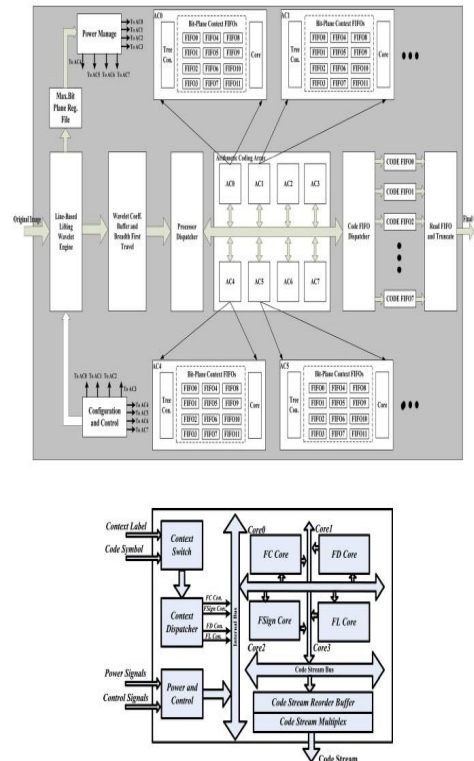 Power Manage
To AC0
To AC1
To AC2
To AC3
To AC4
To AC5
To AC6
To AC7
Max.Bit
Plane Reg.
File
AC0
Tree
Con.
Bit-Plane Context FIFOs
FIFO0 FIFO4 FIFO8
FIFO1 FIFO5 FIFO9
FIFO2 FIFO6 FIFO10
FIFO3 FIFO7 FIFO11
Core
AC1
Tree
Con.
Bit-Plane Context FIFOs
FIFO0 FIFO4 FIFO8
FIFO1 FIFO5 FIFO9
FIFO2 FIFO6 FIFO10
FIFO3 FIFO7 FIFO11
Core
Original Image
Line-Based
Lifting
Wavelet
Engine
Wavelet Coeff.
Buffer and
Breadth First
Travel
Processor
Dispatcher
Arithmetic Coding Array
AC0 AC1 AC2 AC3
AC4 AC5 AC6 AC7
Code FIFO
Dispatcher
CODE FIFO0
CODE FIFO1
CODE FIFO2
CODE FIFO7
Read FIFO
and Truncate
Final
To AC0 To AC1 To AC2
To AC3
Configuration
and Control
To AC4
To AC5
To AC6
To AC7
AC4
Tree
Con.
Bit-Plane Context FIFOs
FIFO0 FIFO4 FIFO8
FIFO1 FIFO5 FIFO9
FIFO2 FIFO6 FIFO10
FIFO3 FIFO7 FIFO11
Core
AC5
Tree
Con.
Bit-Plane Context FIFOs
FIFO0 FIFO4 FIFO8
FIFO1 FIFO5 FIFO9
FIFO2 FIFO6 FIFO10
FIFO3 FIFO7 FIFO11
Core
Context Label
Code Symbol
Context
Switch
Context
Dispatcher
FC Con.
FSign Con.
FD Con.
FL Con.
Power Signals
Control Signals
Power and
Control
Internal Bus
Core0
Core1
FC Core
FD Core
FSign Core
FL Core
Core2
Core3
Code Stream Bus
Code Stream Reorder Buffer
Code Stream Multiplex
Code Stream